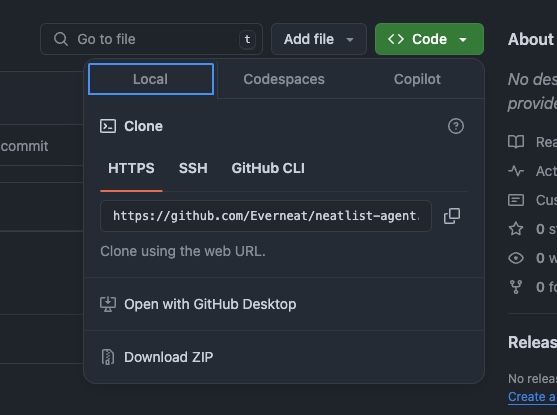 Go to file
t
Add file
Code
About
Local
Codespaces
Copilot
No des
provide
Clone
commit
HTTPS
SSH
GitHub CLI
https://github.com/Everneat/neatlist-agent.
Clone using the web URL.
Open with GitHub Desktop
Download ZIP
Rea
Act
Cus
0 s
0 w
0 fo
Releas
No relea
Create a